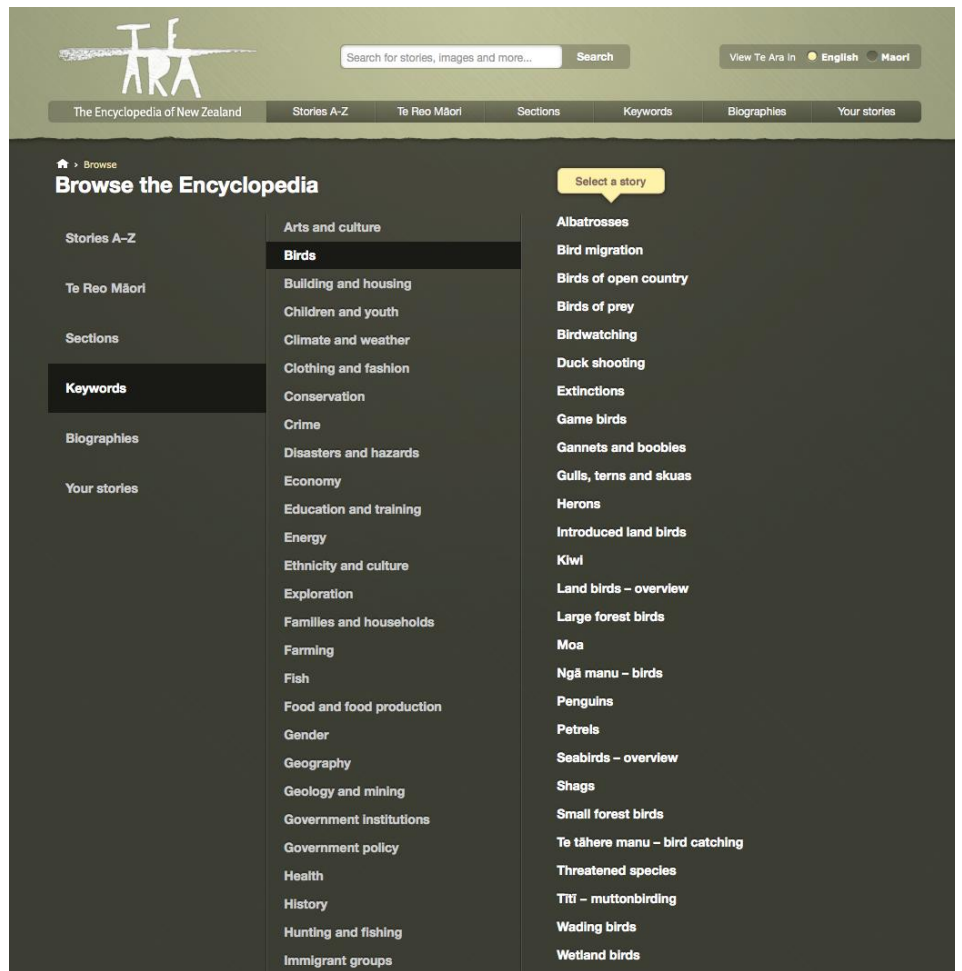 TE ARA
Search for stories, images and more...
Search
View Te Ara in English Maori
The Encyclopedia of New Zealand
Stories A-Z
Te Reo Māori
Sections
Keywords
Biographies
Your stories
› Browse
Browse the Encyclopedia
Stories A–Z
Te Reo Māori
Sections
Keywords
Biographies
Your stories
Arts and culture
Birds
Building and housing
Children and youth
Climate and weather
Clothing and fashion
Conservation
Crime
Disasters and hazards
Economy
Education and training
Energy
Ethnicity and culture
Exploration
Families and households
Farming
Fish
Food and food production
Gender
Geography
Geology and mining
Government institutions
Government policy
Health
History
Hunting and fishing
Immigrant groups
Select a story
Albatrosses
Bird migration
Birds of open country
Birds of prey
Birdwatching
Duck shooting
Extinctions
Game birds
Gannets and boobies
Gulls, terns and skuas
Herons
Introduced land birds
Kiwi
Land birds – overview
Large forest birds
Moa
Ngā manu – birds
Penguins
Petrels
Seabirds – overview
Shags
Small forest birds
Te tāhere manu – bird catching
Threatened species
Tītī – muttonbirding
Wading birds
Wetland birds